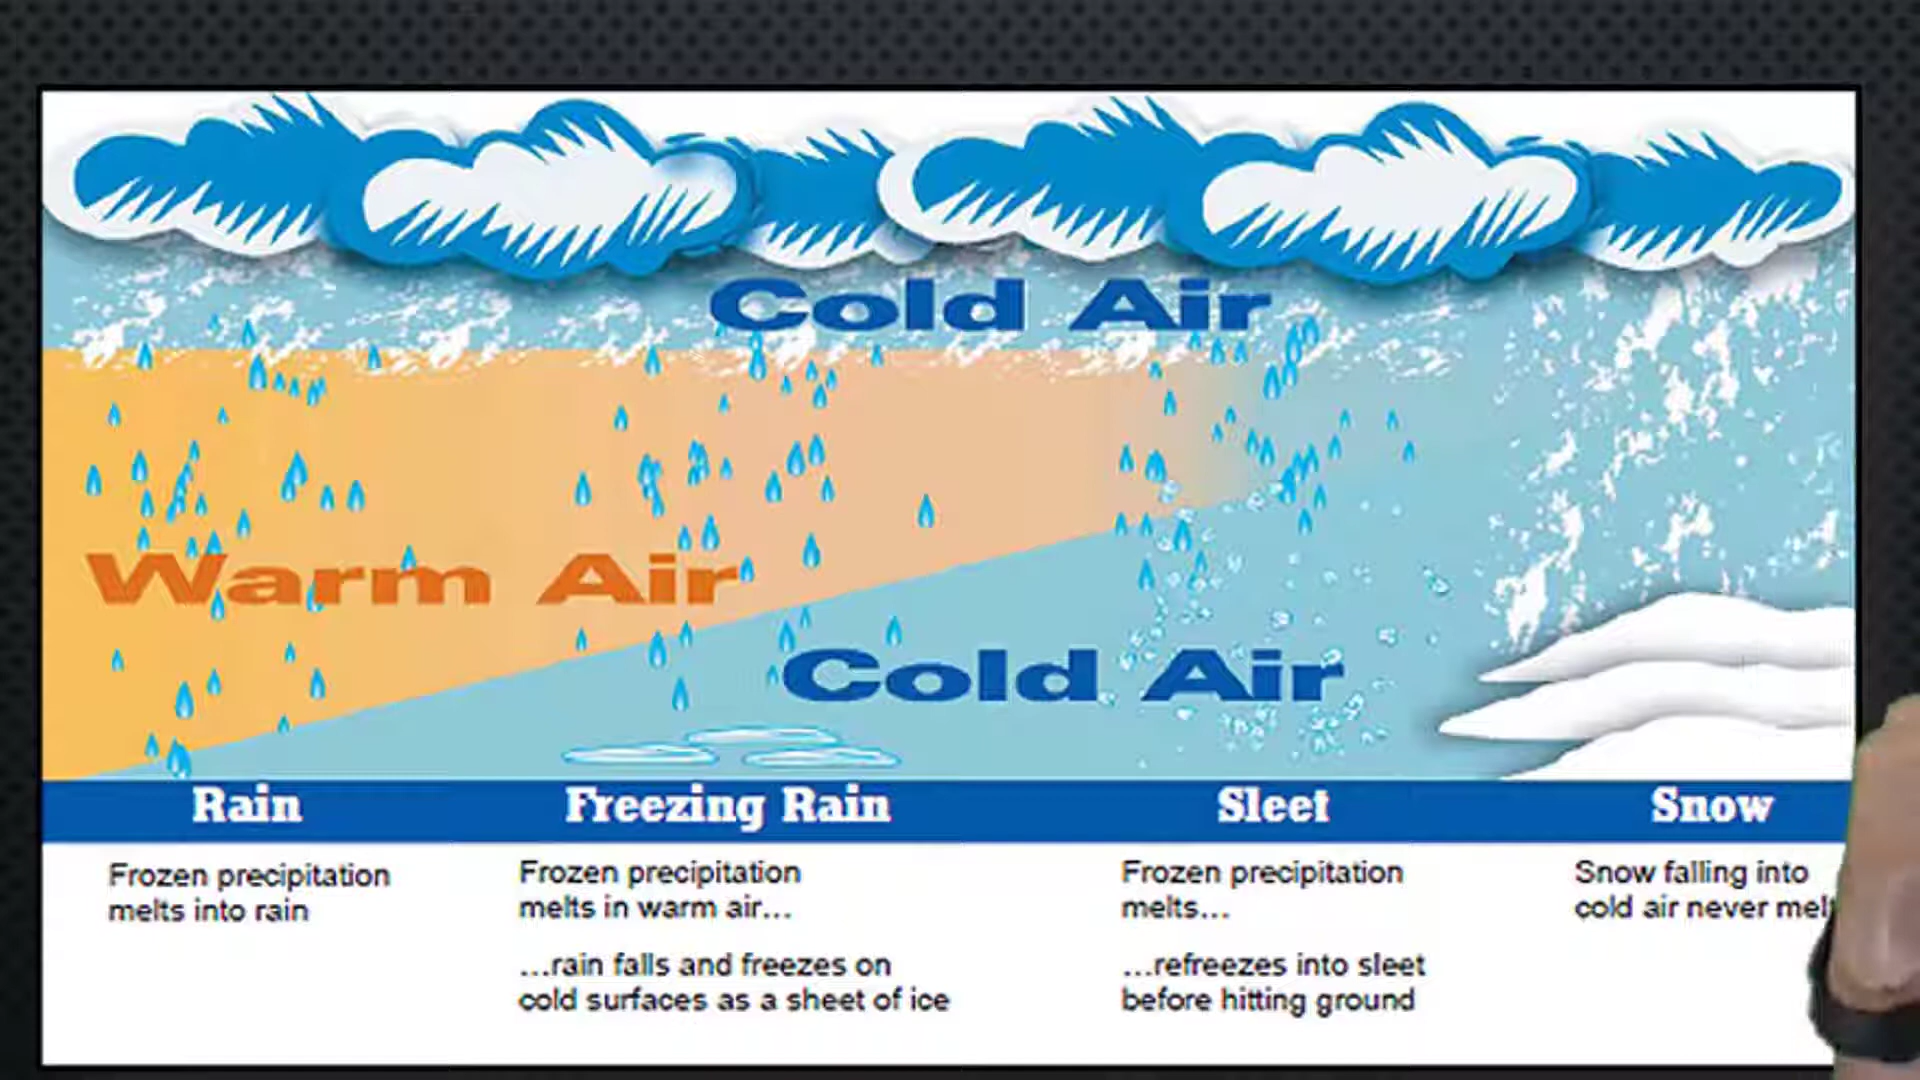 Cold Air
Warm Air
Cold Air
Rain
Freezing Rain
Sleet
Snow
Frozen precipitation
melts into rain
Frozen precipitation
melts in warm air...
...rain falls and freezes on
cold surfaces as a sheet of ice
Frozen precipitation
melts...
...refreezes into sleet
before hitting ground
Snow falling into
cold air never melt